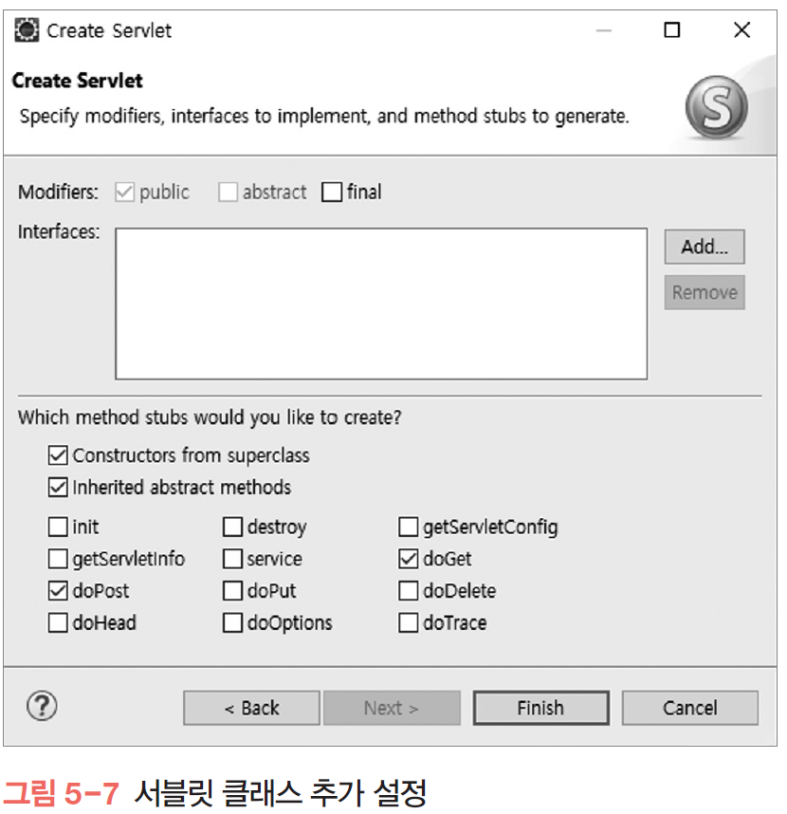 Create Servlet
Create Servlet
Specify modifiers, interfaces to implement, and method stubs to generate.
S
Modifiers: public abstract final
Interfaces:
Add...
Remove
Which method stubs would you like to create?
Constructors from superclass
Inherited abstract methods
init destroy getServletConfig
getServletInfo service doGet
doPost doPut doDelete
doHead doOptions doTrace
? < Back Next > Finish Cancel
그림 5-7 서블릿 클래스 추가 설정